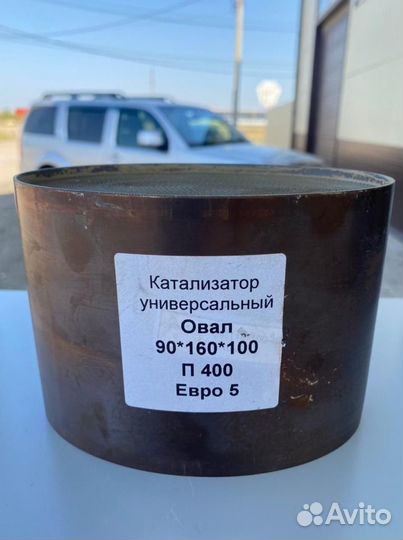 Катализатор
универсальный
Овал
90*160*100
П 400
Евро 5
Avito